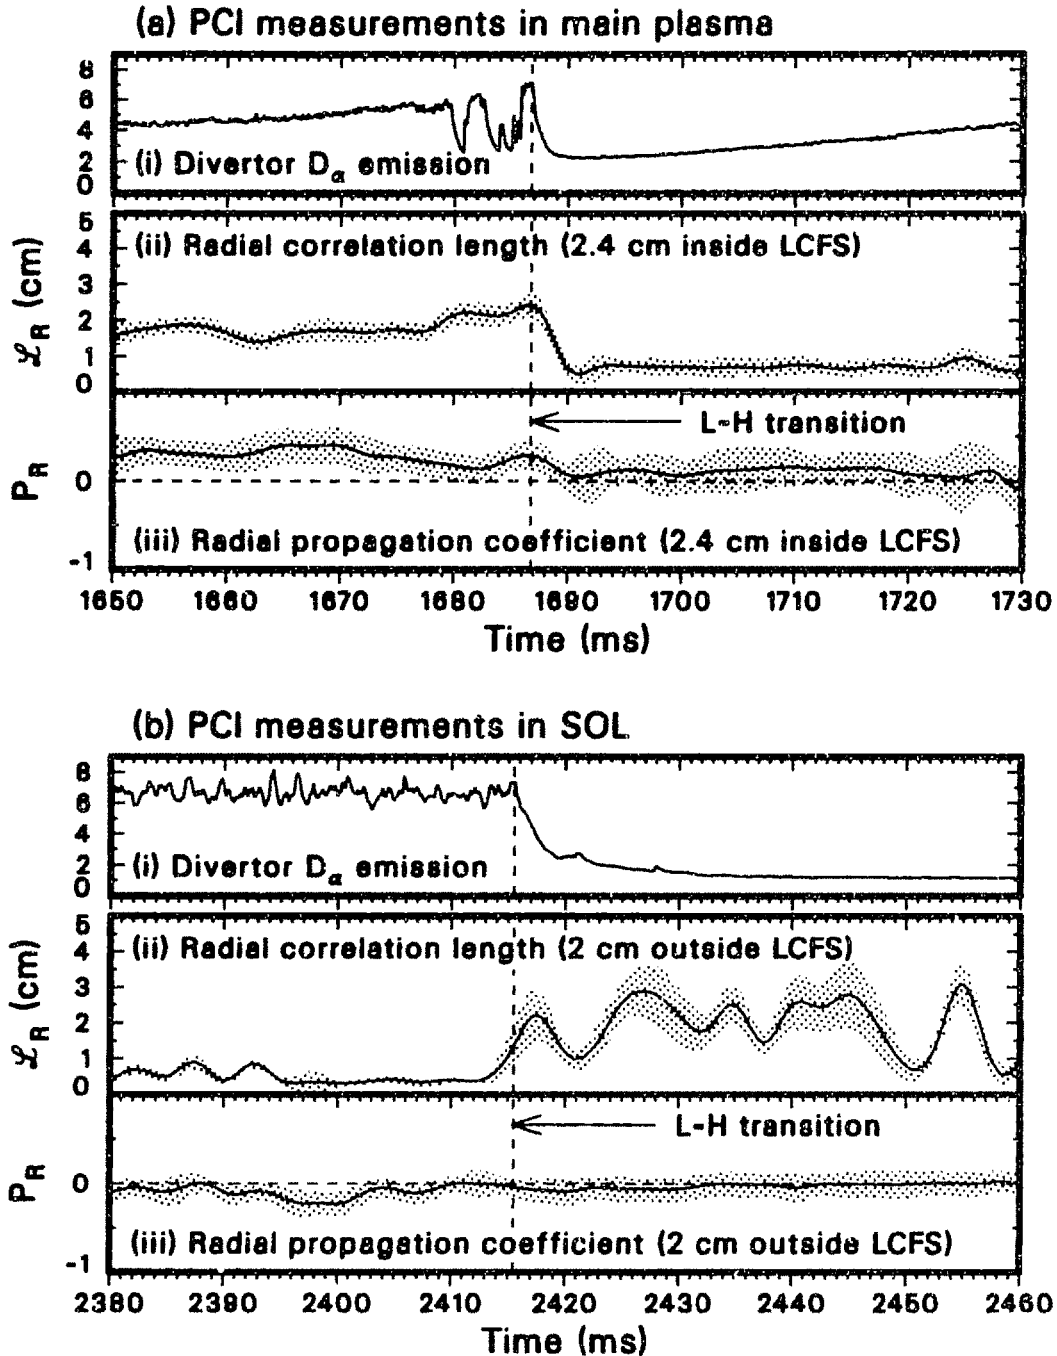 (a) PCI measurements in main plasma
8
6
4
2
0
(i) Divertor Dα emission
5
4
3
2
1
0
ℒR (cm)
(ii) Radial correlation length (2.4 cm inside LCFS)
L-H transition
PR
0
-1
(iii) Radial propagation coefficient (2.4 cm inside LCFS)
1650 1660 1670 1680 1690 1700 1710 1720 1730
Time (ms)
(b) PCI measurements in SOL
8
6
4
2
0
(i) Divertor Dα emission
5
4
3
2
1
0
ℒR (cm)
(ii) Radial correlation length (2 cm outside LCFS)
L-H transition
PR
0
-1
(iii) Radial propagation coefficient (2 cm outside LCFS)
2380 2390 2400 2410 2420 2430 2440 2450 2460
Time (ms)